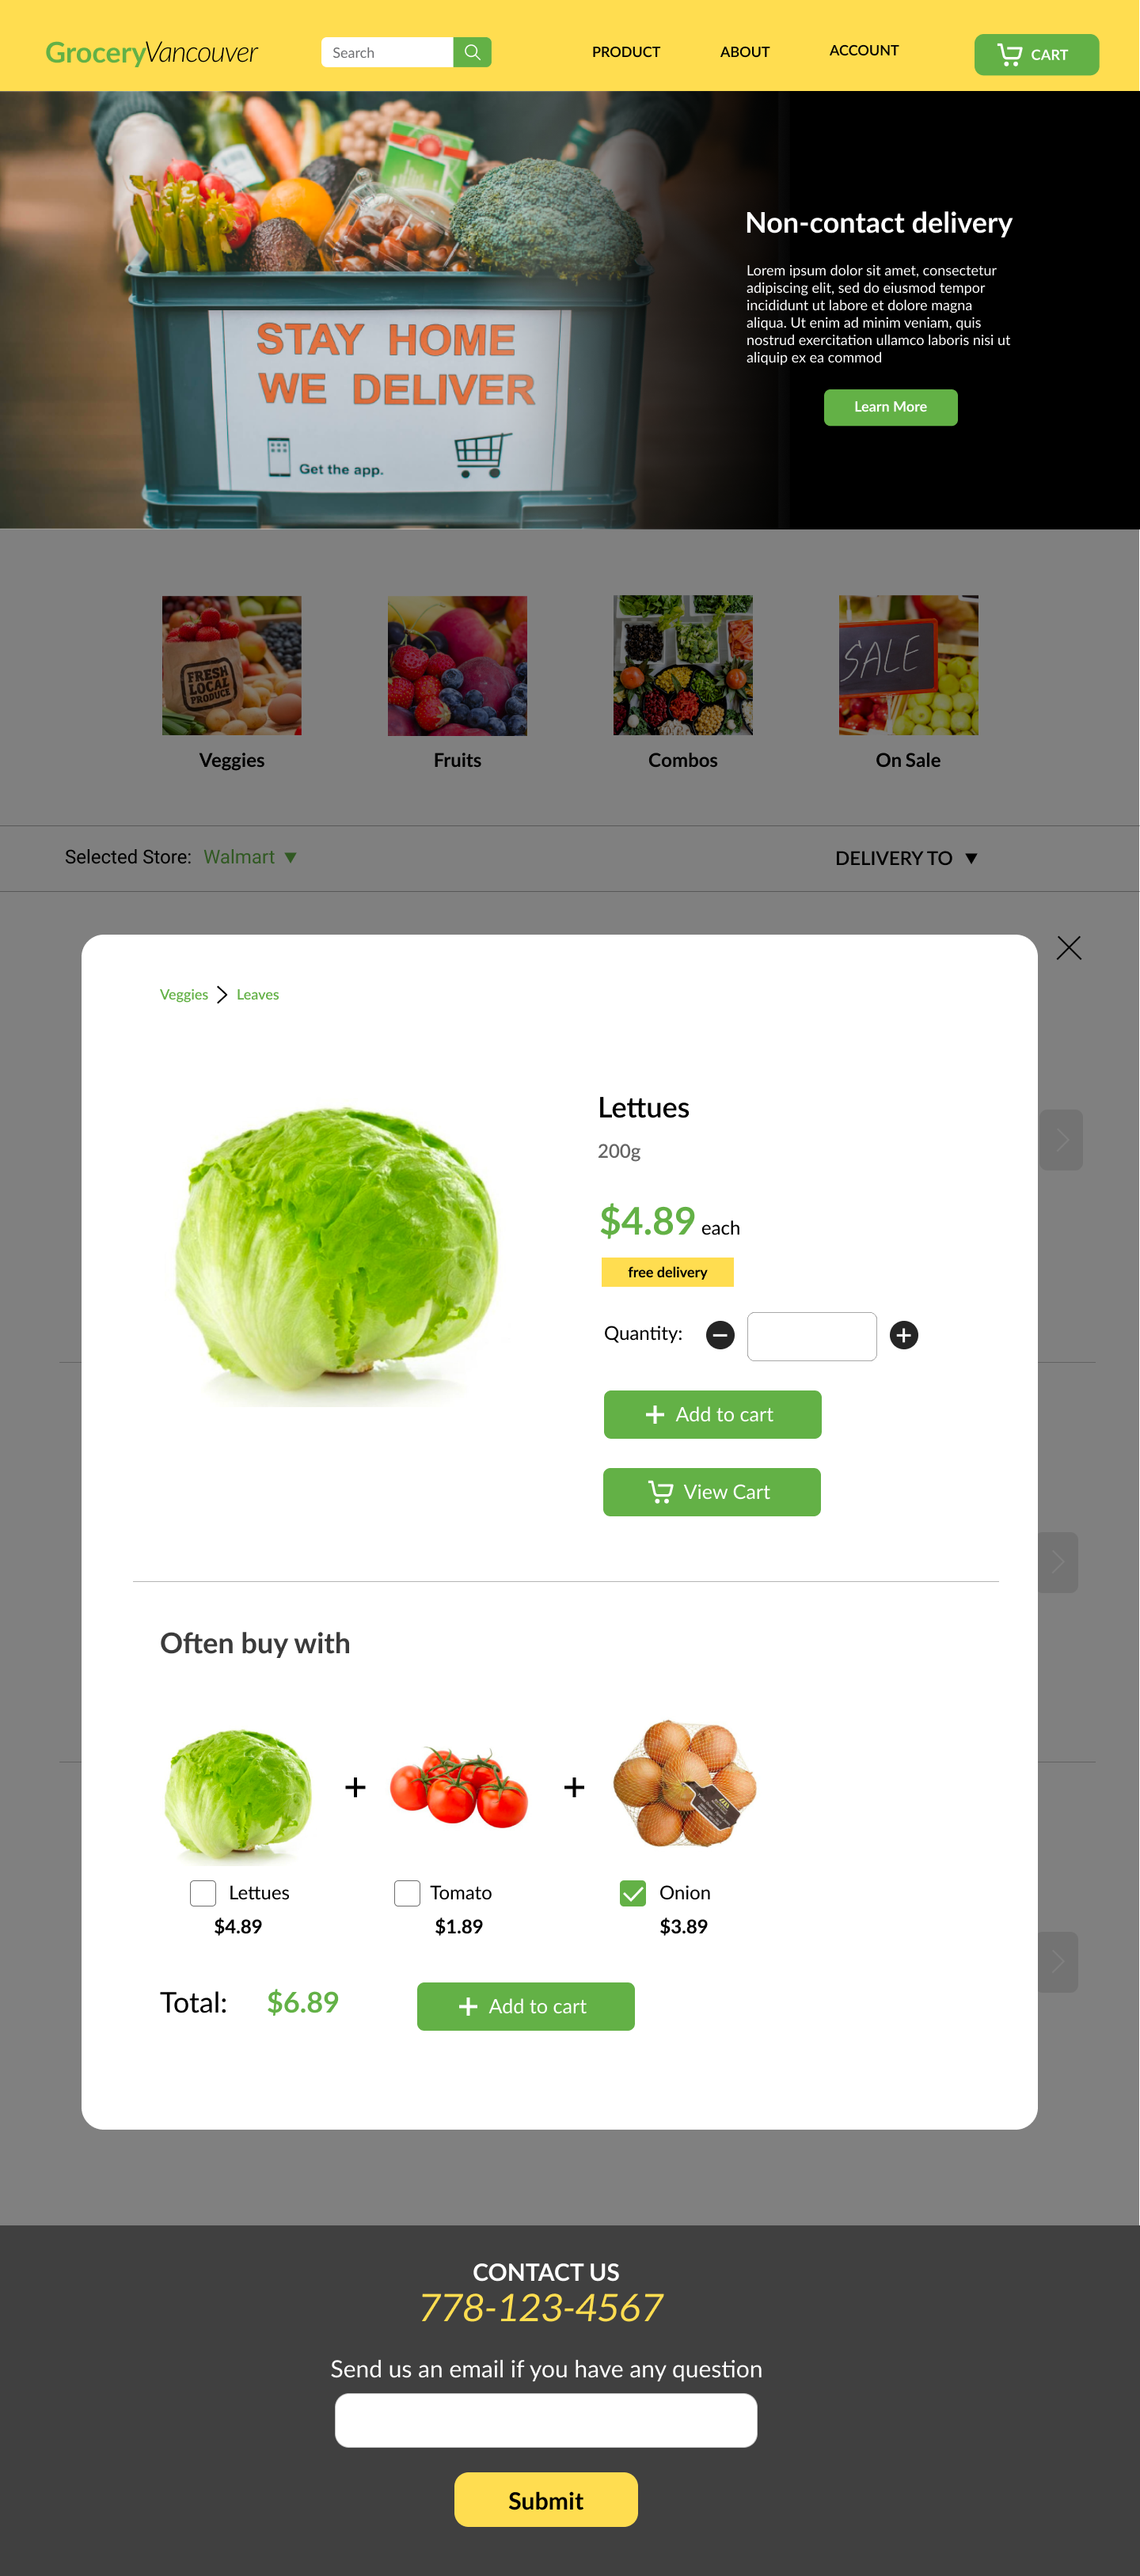 GroceryVancouver
Search
PRODUCT
ABOUT
ACCOUNT
CART
STAY HOME
WE DELIVER
Get the app.
Non-contact delivery
Lorem ipsum dolor sit amet, consectetur
adipiscing elit, sed do eiusmod tempor
incididunt ut labore et dolore magna
aliqua. Ut enim ad minim veniam, quis
nostrud exercitation ullamco laboris nisi ut
aliquip ex ea commod
Learn More
FRESH
LOCAL
PRODUCE
SALE
Veggies
Fruits
Combos
On Sale
Selected Store: Walmart ▼
DELIVERY TO ▼
Veggies > Leaves
Lettues
200g
$4.89 each
free delivery
Quantity:
+ Add to cart
View Cart
Often buy with
Lettues
$4.89
Tomato
$1.89
Onion
$3.89
Total: $6.89
+ Add to cart
CONTACT US
778-123-4567
Send us an email if you have any question
Submit